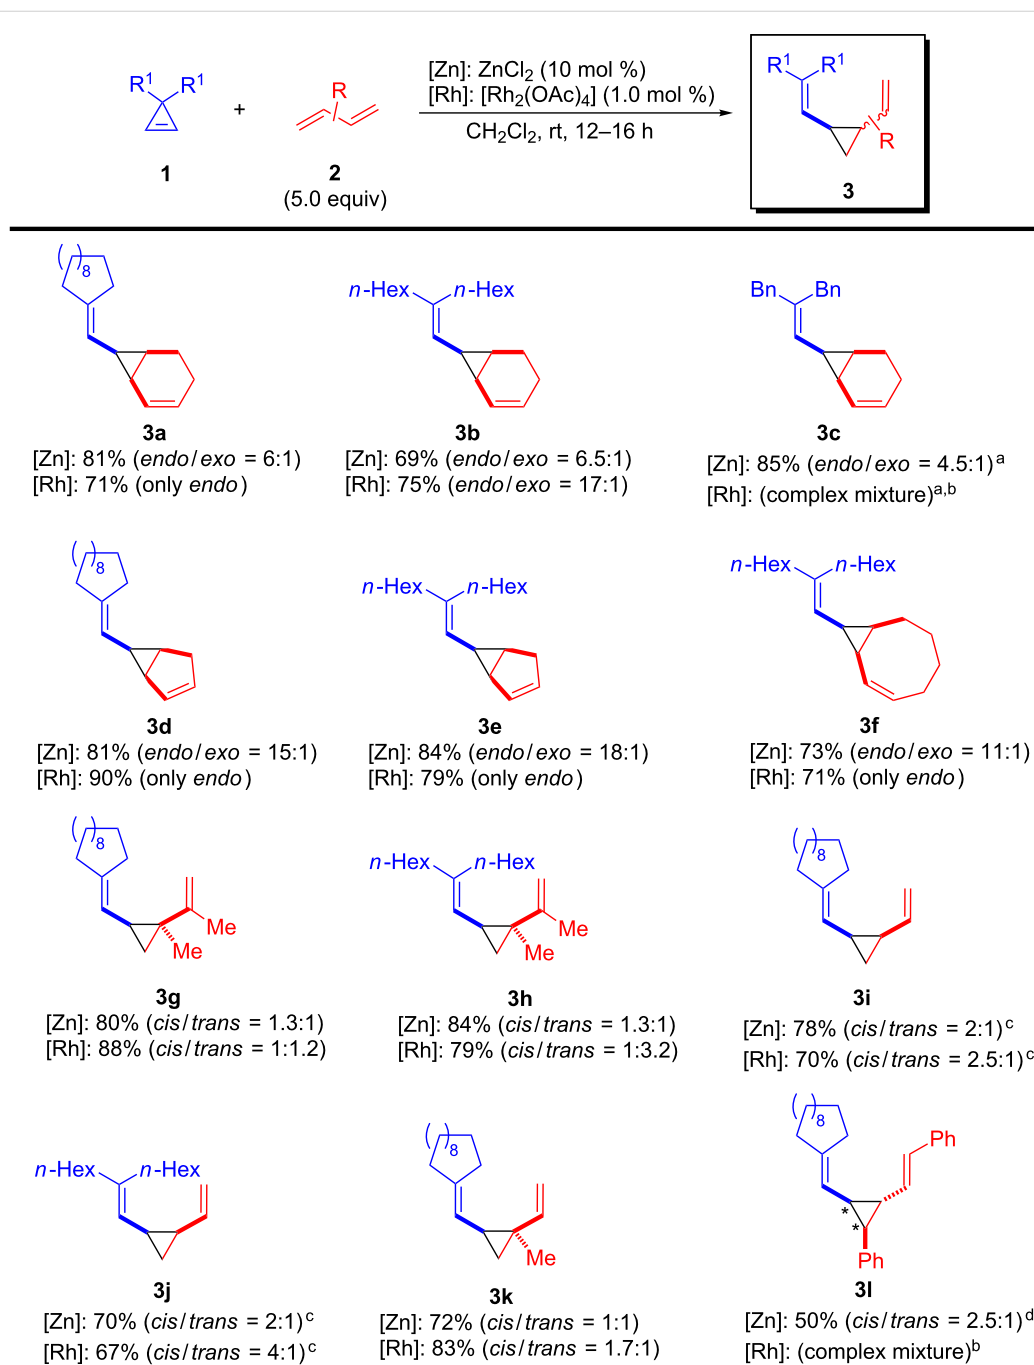 R1 R1
+
R
[Zn]: ZnCl2 (10 mol %)
[Rh]: [Rh2(OAc)4] (1.0 mol %)
CH2Cl2, rt, 12–16 h
R1 R1
R
1
2
(5.0 equiv)
3
( )8
n-Hex n-Hex
Bn Bn
3a
[Zn]: 81% (endo/exo = 6:1)
[Rh]: 71% (only endo)
3b
[Zn]: 69% (endo/exo = 6.5:1)
[Rh]: 75% (endo/exo = 17:1)
3c
[Zn]: 85% (endo/exo = 4.5:1)a
[Rh]: (complex mixture)a,b
( )8
n-Hex n-Hex
n-Hex n-Hex
3d
[Zn]: 81% (endo/exo = 15:1)
[Rh]: 90% (only endo)
3e
[Zn]: 84% (endo/exo = 18:1)
[Rh]: 79% (only endo)
3f
[Zn]: 73% (endo/exo = 11:1)
[Rh]: 71% (only endo)
( )8
Me
Me
n-Hex n-Hex
Me
Me
( )8
3g
[Zn]: 80% (cis/trans = 1.3:1)
[Rh]: 88% (cis/trans = 1:1.2)
3h
[Zn]: 84% (cis/trans = 1.3:1)
[Rh]: 79% (cis/trans = 1:3.2)
3i
[Zn]: 78% (cis/trans = 2:1)c
[Rh]: 70% (cis/trans = 2.5:1)c
n-Hex n-Hex
( )8
Me
( )8
Ph
*
*
Ph
3j
[Zn]: 70% (cis/trans = 2:1)c
[Rh]: 67% (cis/trans = 4:1)c
3k
[Zn]: 72% (cis/trans = 1:1)
[Rh]: 83% (cis/trans = 1.7:1)
3l
[Zn]: 50% (cis/trans = 2.5:1)d
[Rh]: (complex mixture)b